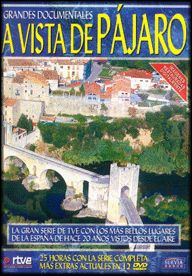 GRANDES DOCUMENTALES
A VISTA DE PÁJARO
LA GRAN SERIE DE TVE CON LOS MÁS BELLOS LUGARES
DE LA ESPAÑA DE HACE 20 AÑOS VISTOS DESDE EL AIRE
rtve
25 HORAS CON LA SERIE COMPLETA
MÁS EXTRAS ACTUALES EN 12 DVD